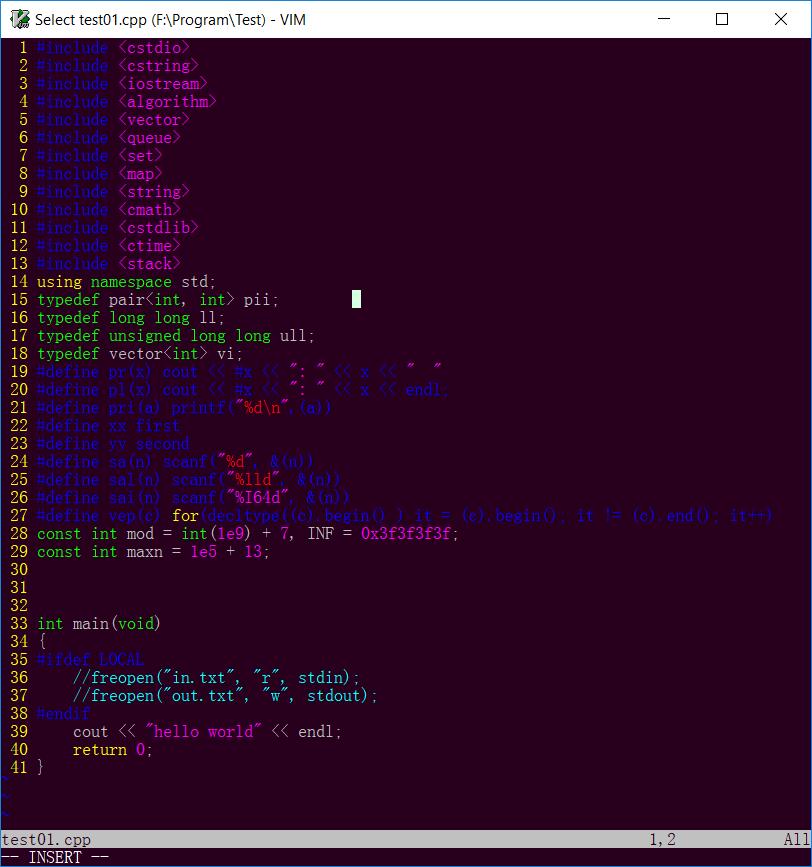 Select test01.cpp (F:\Program\Test) - VIM
1 #include <cstdio>
2 #include <cstring>
3 #include <iostream>
4 #include <algorithm>
5 #include <vector>
6 #include <queue>
7 #include <set>
8 #include <map>
9 #include <string>
10 #include <cmath>
11 #include <cstdlib>
12 #include <ctime>
13 #include <stack>
14 using namespace std;
15 typedef pair<int, int> pii;
16 typedef long long ll;
17 typedef unsigned long long ull;
18 typedef vector<int> vi;
19 #define pr(x) cout << #x << ": " << x << "  "
20 #define pl(x) cout << #x << ": " << x << endl;
21 #define pri(a) printf("%d\n",(a))
22 #define xx first
23 #define yy second
24 #define sa(n) scanf("%d", &(n))
25 #define sal(n) scanf("%lld", &(n))
26 #define sai(n) scanf("%I64d", &(n))
27 #define vep(c) for(decltype((c).begin() ) it = (c).begin(); it != (c).end(); it++)
28 const int mod = int(1e9) + 7, INF = 0x3f3f3f3f;
29 const int maxn = 1e5 + 13;
30
31
32
33 int main(void)
34 {
35 #ifdef LOCAL
36     //freopen("in.txt", "r", stdin);
37     //freopen("out.txt", "w", stdout);
38 #endif
39     cout << "hello world" << endl;
40     return 0;
41 }
~
~
~
test01.cpp 1,2 All
-- INSERT --